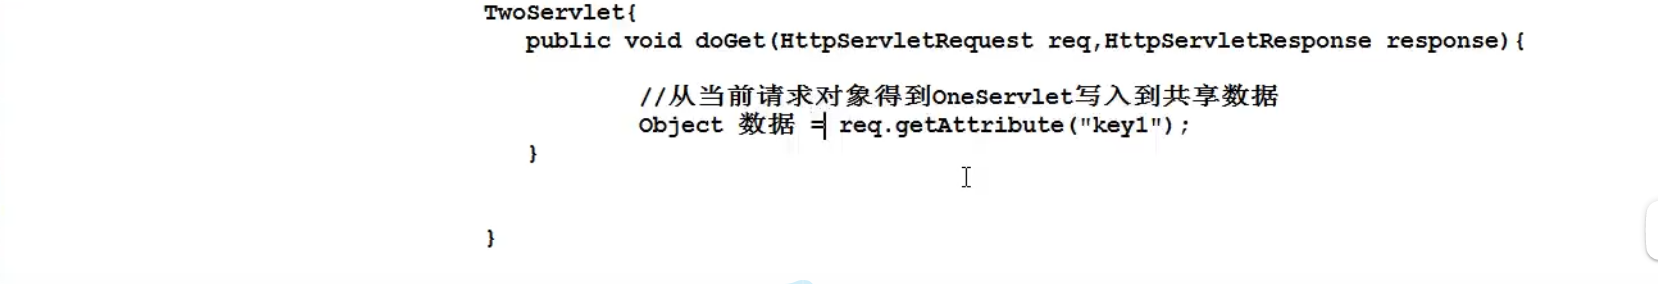 TwoServlet{
public void doGet(HttpServletRequest req,HttpServletResponse response){
//从当前请求对象得到OneServlet写入到共享数据
Object 数据 = req.getAttribute("key1");
}
}